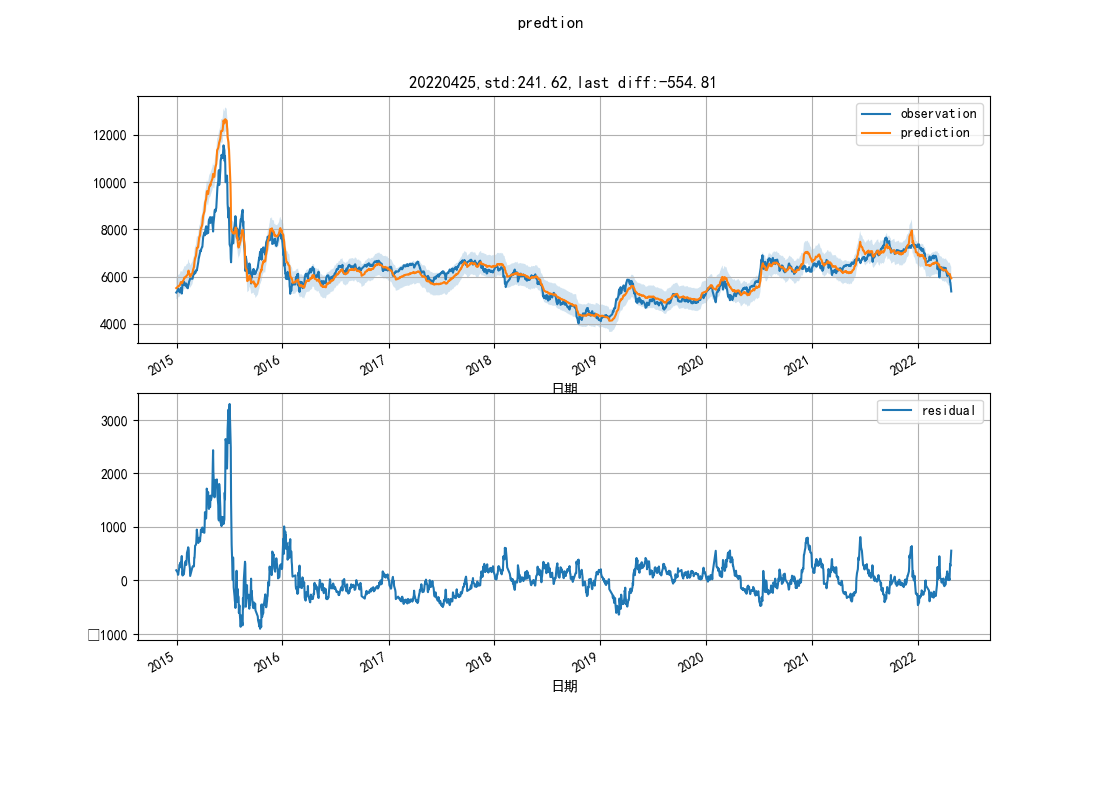 predtion
20220425,std:241.62,last diff:-554.81
observation
prediction
12000
10000
8000
6000
4000
2015 2016 2017 2018 2019 2020 2021 2022
日期
residual
3000
2000
1000
0
□1000
2015 2016 2017 2018 2019 2020 2021 2022
日期